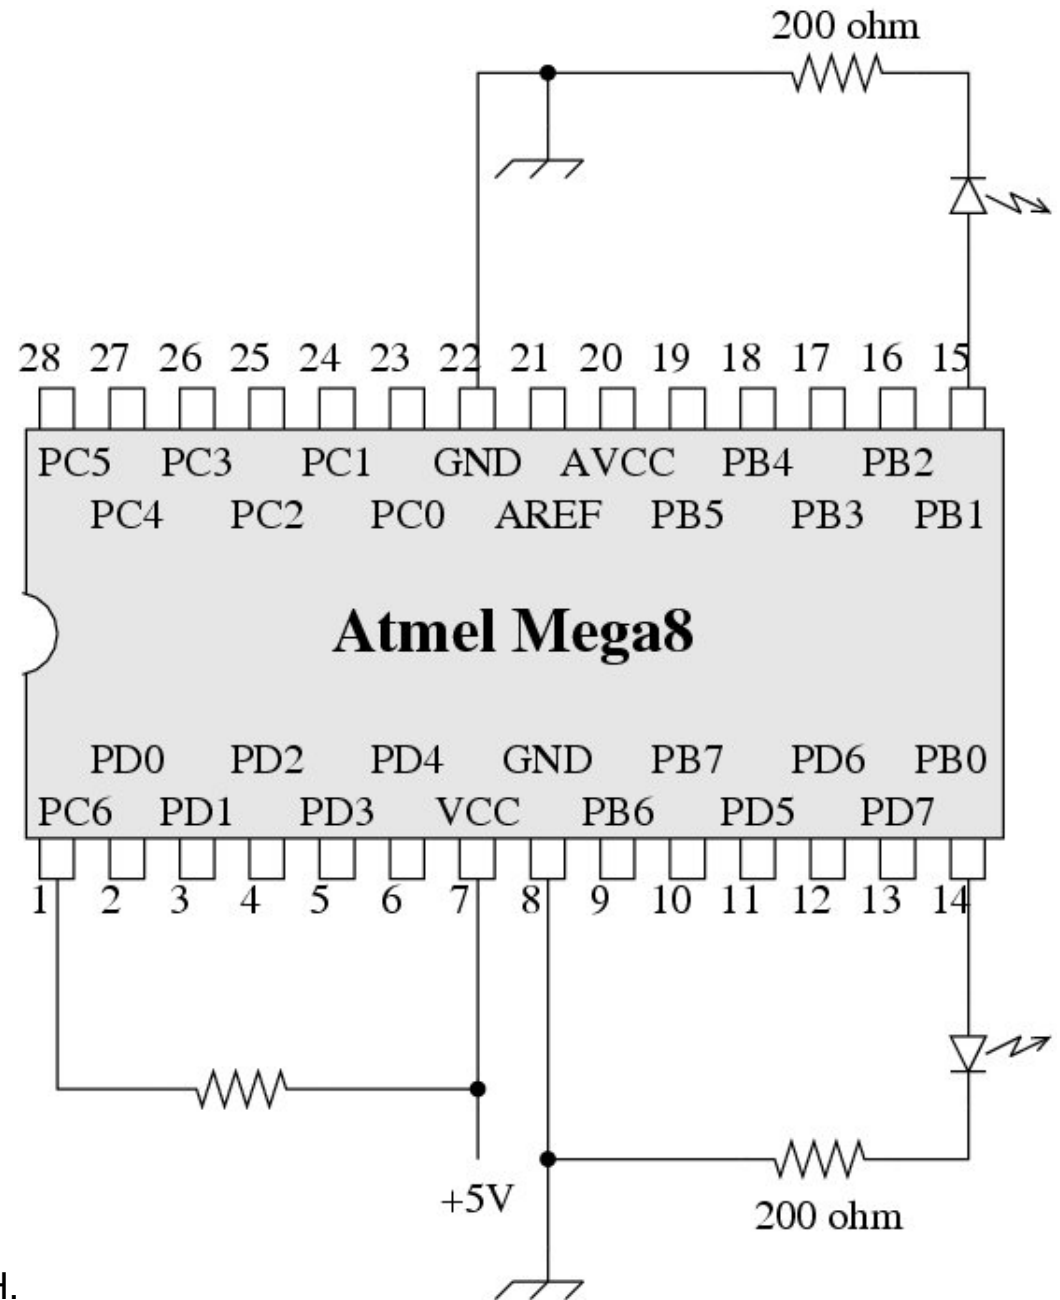 200 ohm
28 27 26 25 24 23 22 21 20 19 18 17 16 15
PC5 PC3 PC1 GND AVCC PB4 PB2
PC4 PC2 PC0 AREF PB5 PB3 PB1
Atmel Mega8
PD0 PD2 PD4 GND PB7 PD6 PB0
PC6 PD1 PD3 VCC PB6 PD5 PD7
1 2 3 4 5 6 7 8 9 10 11 12 13 14
+5V
200 ohm